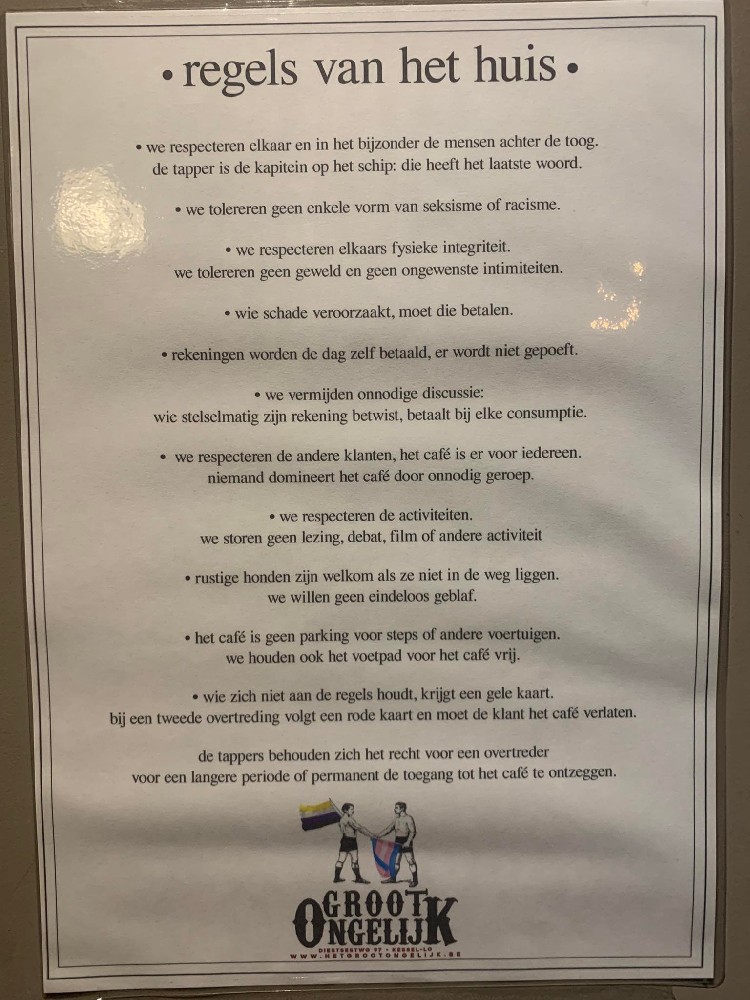 • regels van het huis •
• we respecteren elkaar en in het bijzonder de mensen achter de toog.
de tapper is de kapitein op het schip: die heeft het laatste woord.
• we tolereren geen enkele vorm van seksisme of racisme.
• we respecteren elkaars fysieke integriteit.
we tolereren geen geweld en geen ongewenste intimiteiten.
• wie schade veroorzaakt, moet die betalen.
• rekeningen worden de dag zelf betaald, er wordt niet gepoeft.
• we vermijden onnodige discussie:
wie stelselmatig zijn rekening betwist, betaalt bij elke consumptie.
• we respecteren de andere klanten, het café is er voor iedereen.
niemand domineert het café door onnodig geroep.
• we respecteren de activiteiten.
we storen geen lezing, debat, film of andere activiteit
• rustige honden zijn welkom als ze niet in de weg liggen.
we willen geen eindeloos geblaf.
• het café is geen parking voor steps of andere voertuigen.
we houden ook het voetpad voor het café vrij.
• wie zich niet aan de regels houdt, krijgt een gele kaart.
bij een tweede overtreding volgt een rode kaart en moet de klant het café verlaten.
de tappers behouden zich het recht voor een overtreder
voor een langere periode of permanent de toegang tot het café te ontzeggen.
GROOT
ONGELIJK
DIESTSESTWG 97 • KESSEL-LO
WWW.HETGROOTONGELIJK.BE